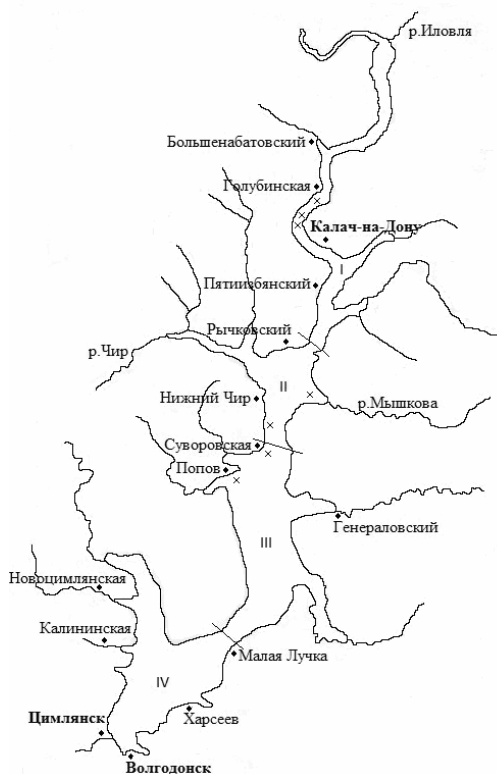 р.Иловля
Большенабатовский
Голубинская
Калач-на-Дону
I
Пятиизбянский
Рычковский
р.Чир
II
Нижний Чир
р.Мышкова
Суворовская
Попов
Генераловский
III
Новоцимлянская
Калининская
Малая Лучка
IV
Харсеев
Цимлянск
Волгодонск